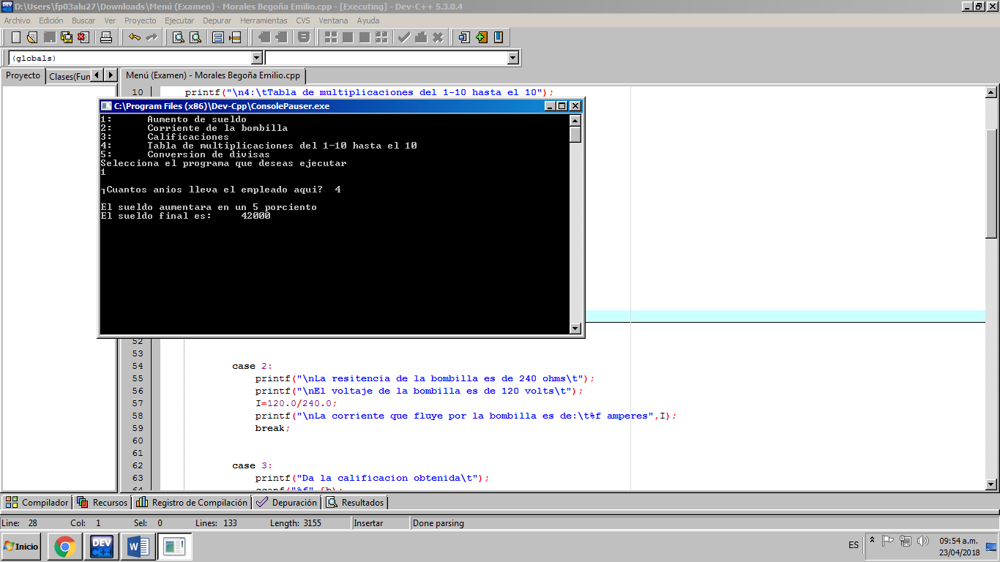 D:\Users\fp03alu27\Downloads\Menú (Examen) - Morales Begoña Emilio.cpp - [Executing] - Dev-C++ 5.3.0.4
Archivo Edición Buscar Ver Proyecto Ejecutar Depurar Herramientas CVS Ventana Ayuda
(globals)
Proyecto Clases(Fun Menú (Examen) - Morales Begoña Emilio.cpp
10 printf("\n4:\tTabla de multiplicaciones del 1-10 hasta el 10");
C:\Program Files (x86)\Dev-Cpp\ConsolePauser.exe
1: Aumento de sueldo
2: Corriente de la bombilla
3: Calificaciones
4: Tabla de multiplicaciones del 1-10 hasta el 10
5: Conversion de divisas
Selecciona el programa que deseas ejecutar
1
┐Cuantos anios lleva el empleado aqui? 4
El sueldo aumentara en un 5 porciento
El sueldo final es: 42000
52
53
54 case 2:
55 printf("\nLa resitencia de la bombilla es de 240 ohms\t");
56 printf("\nEl voltaje de la bombilla es de 120 volts\t");
57 I=120.0/240.0;
58 printf("\nLa corriente que fluye por la bombilla es de:\t%f amperes",I);
59 break;
60
61
62 case 3:
63 printf("Da la calificacion obtenida\t");
64 scanf("%f",&b);
Compilador Recursos Registro de Compilación Depuración Resultados
Line: 28 Col: 1 Sel: 0 Lines: 133 Length: 3155 Insertar Done parsing
Inicio DEV C++ W ES 09:54 a.m.
23/04/2018